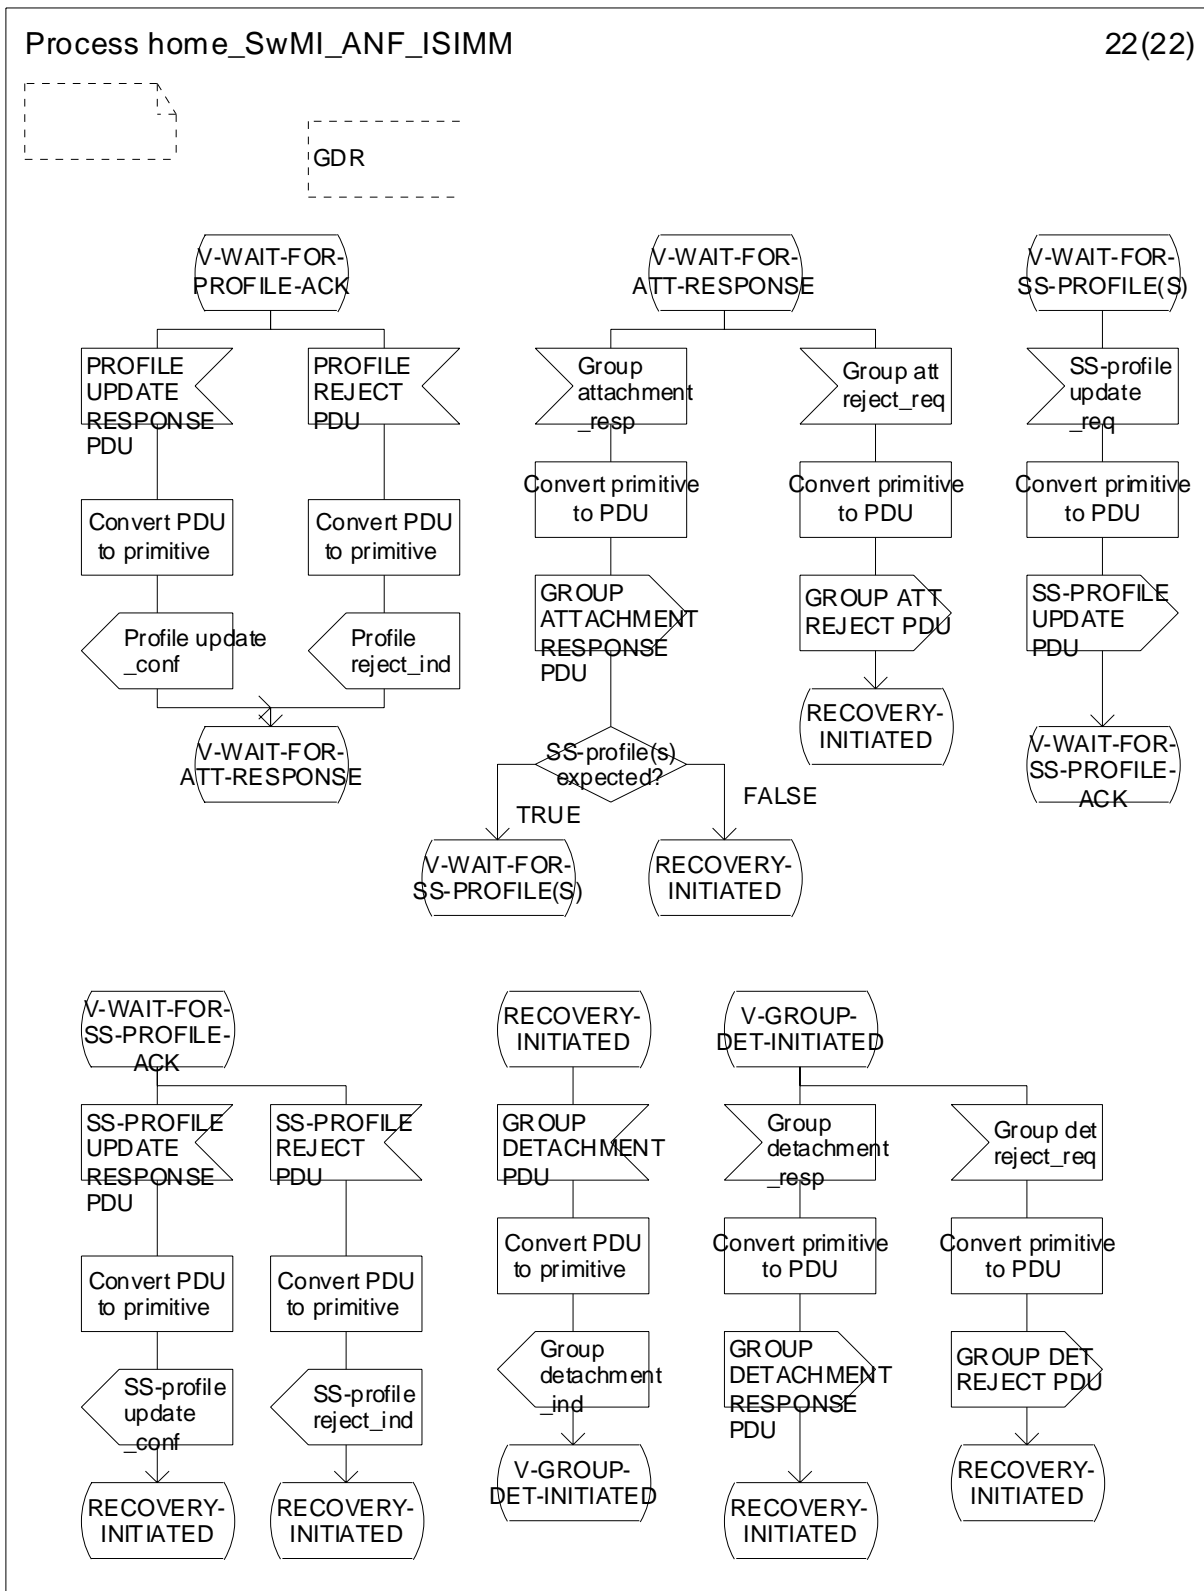 Process home_SwMI_ANF_ISIMM
22(22)
GDR
V-WAIT-FOR-
PROFILE-ACK
PROFILE
UPDATE
RESPONSE
PDU
PROFILE
REJECT
PDU
Convert PDU
to primitive
Convert PDU
to primitive
Profile update
_conf
Profile
reject_ind
V-WAIT-FOR-
ATT-RESPONSE
V-WAIT-FOR-
ATT-RESPONSE
Group
attachment
_resp
Group att
reject_req
Convert primitive
to PDU
Convert primitive
to PDU
GROUP
ATTACHMENT
RESPONSE
PDU
GROUP ATT
REJECT PDU
RECOVERY-
INITIATED
SS-profile(s)
expected?
TRUE
FALSE
V-WAIT-FOR-
SS-PROFILE(S)
RECOVERY-
INITIATED
V-WAIT-FOR-
SS-PROFILE(S)
SS-profile
update
_req
Convert primitive
to PDU
SS-PROFILE
UPDATE
PDU
V-WAIT-FOR-
SS-PROFILE-
ACK
V-WAIT-FOR-
SS-PROFILE-
ACK
SS-PROFILE
UPDATE
RESPONSE
PDU
SS-PROFILE
REJECT
PDU
Convert PDU
to primitive
Convert PDU
to primitive
SS-profile
update
_conf
SS-profile
reject_ind
RECOVERY-
INITIATED
RECOVERY-
INITIATED
RECOVERY-
INITIATED
GROUP
DETACHMENT
PDU
Convert PDU
to primitive
Group
detachment
_ind
V-GROUP-
DET-INITIATED
V-GROUP-
DET-INITIATED
Group
detachment
_resp
Group det
reject_req
Convert primitive
to PDU
Convert primitive
to PDU
GROUP
DETACHMENT
RESPONSE
PDU
GROUP DET
REJECT PDU
RECOVERY-
INITIATED
RECOVERY-
INITIATED